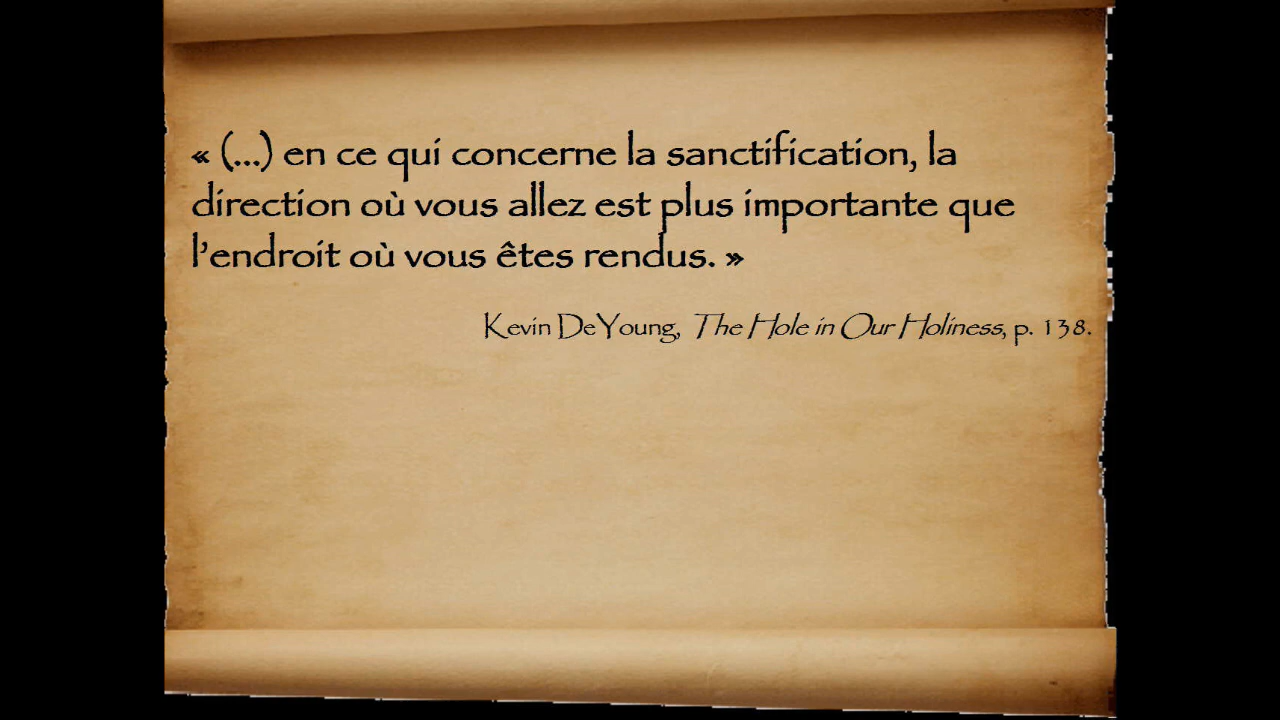 « (...) en ce qui concerne la sanctification, la
direction où vous allez est plus importante que
l’endroit où vous êtes rendus. »
Kevin DeYoung, The Hole in Our Holiness, p. 138.